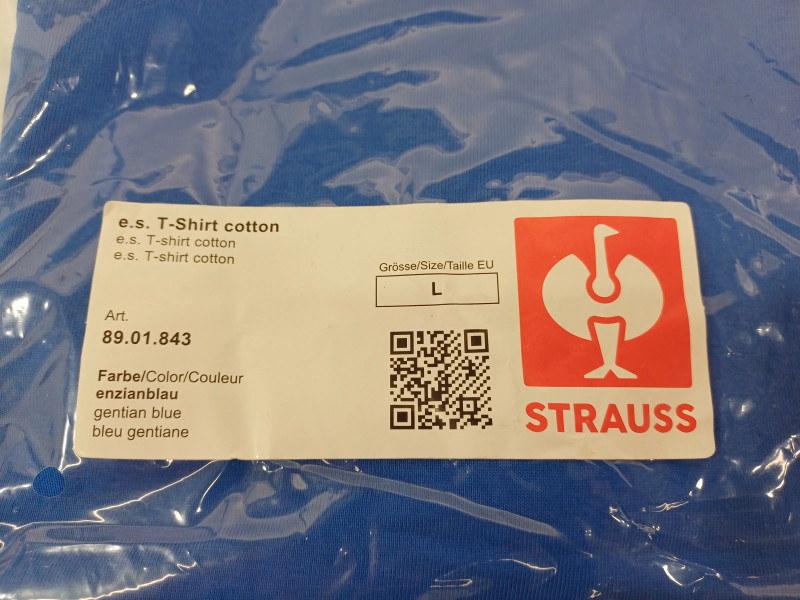 e.s. T-Shirt cotton
e.s. T-shirt cotton
e.s. T-shirt cotton
Grösse/Size/Taille EU
L
Art.
89.01.843
Farbe/Color/Couleur
enzianblau
gentian blue
bleu gentiane
STRAUSS